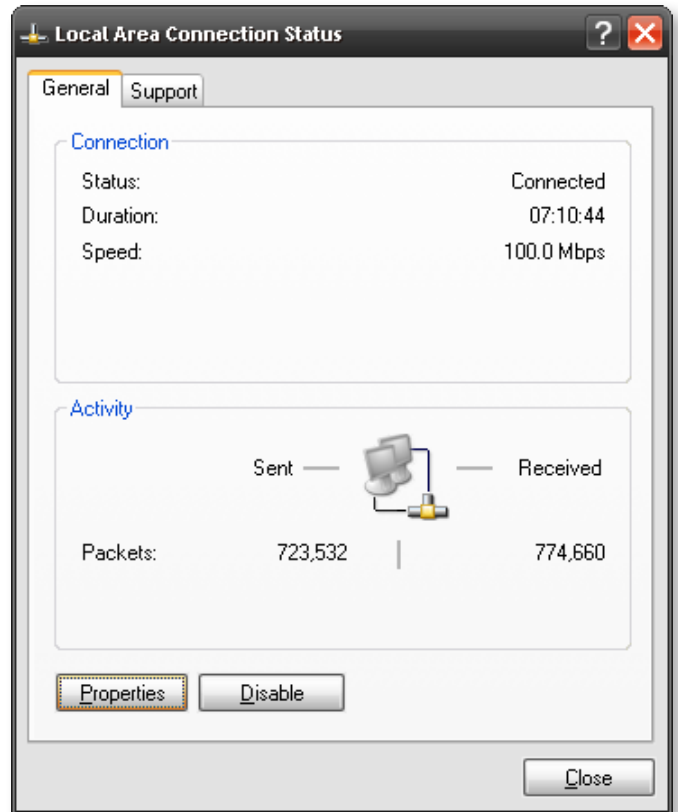 Local Area Connection Status
General Support
Connection
Status: Connected
Duration: 07:10:44
Speed: 100.0 Mbps
Activity
Sent Received
Packets: 723,532 774,660
Properties Disable
Close